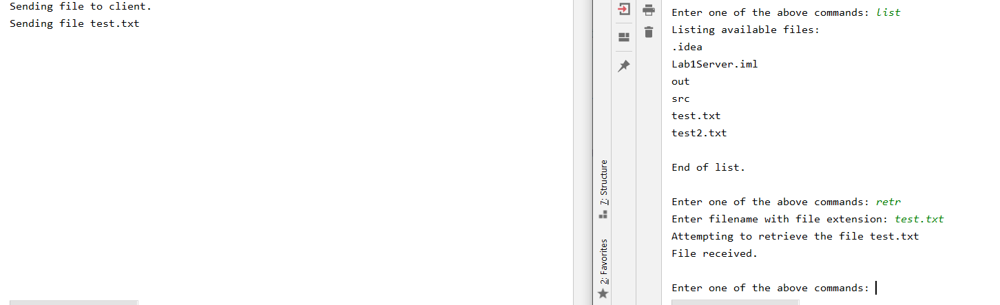 Sending file to client.
Sending file test.txt
7: Structure
2: Favorites
Enter one of the above commands: list
Listing available files:
.idea
Lab1Server.iml
out
src
test.txt
test2.txt
End of list.
Enter one of the above commands: retr
Enter filename with file extension: test.txt
Attempting to retrieve the file test.txt
File received.
Enter one of the above commands: